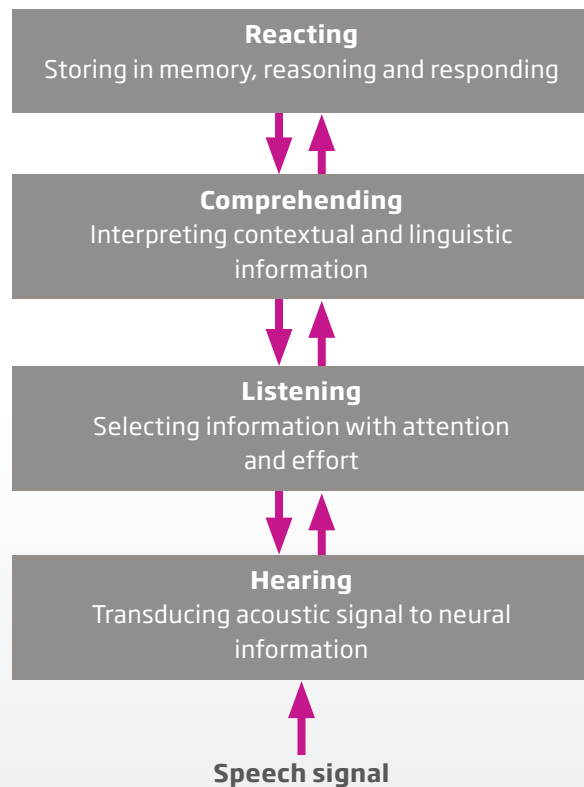 Reacting
Storing in memory, reasoning and responding
Comprehending
Interpreting contextual and linguistic
information
Listening
Selecting information with attention
and effort
Hearing
Transducing acoustic signal to neural
information
Speech signal